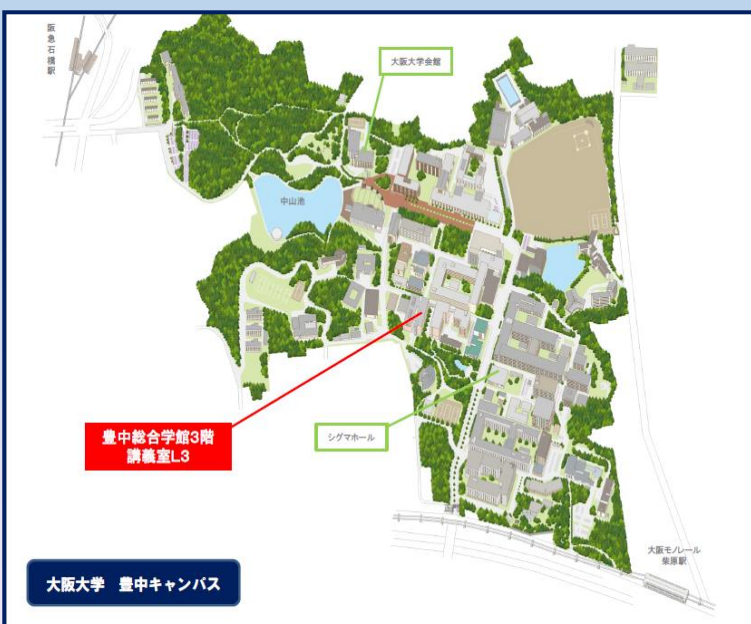 阪急石橋駅
大阪大学会館
中山池
豊中総合学館3階
講義室L3
シグマホール
大阪モノレール
柴原駅
大阪大学 豊中キャンパス